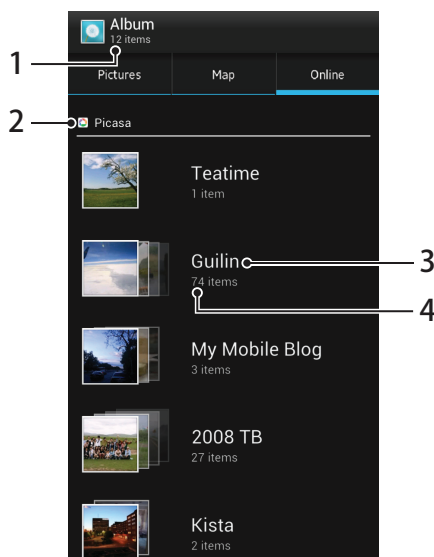 Album
12 items
1
Pictures Map Online
2
Picasa
Teatime
1 item
Guilin
3
74 items
4
My Mobile Blog
3 items
2008 TB
27 items
Kista
2 items